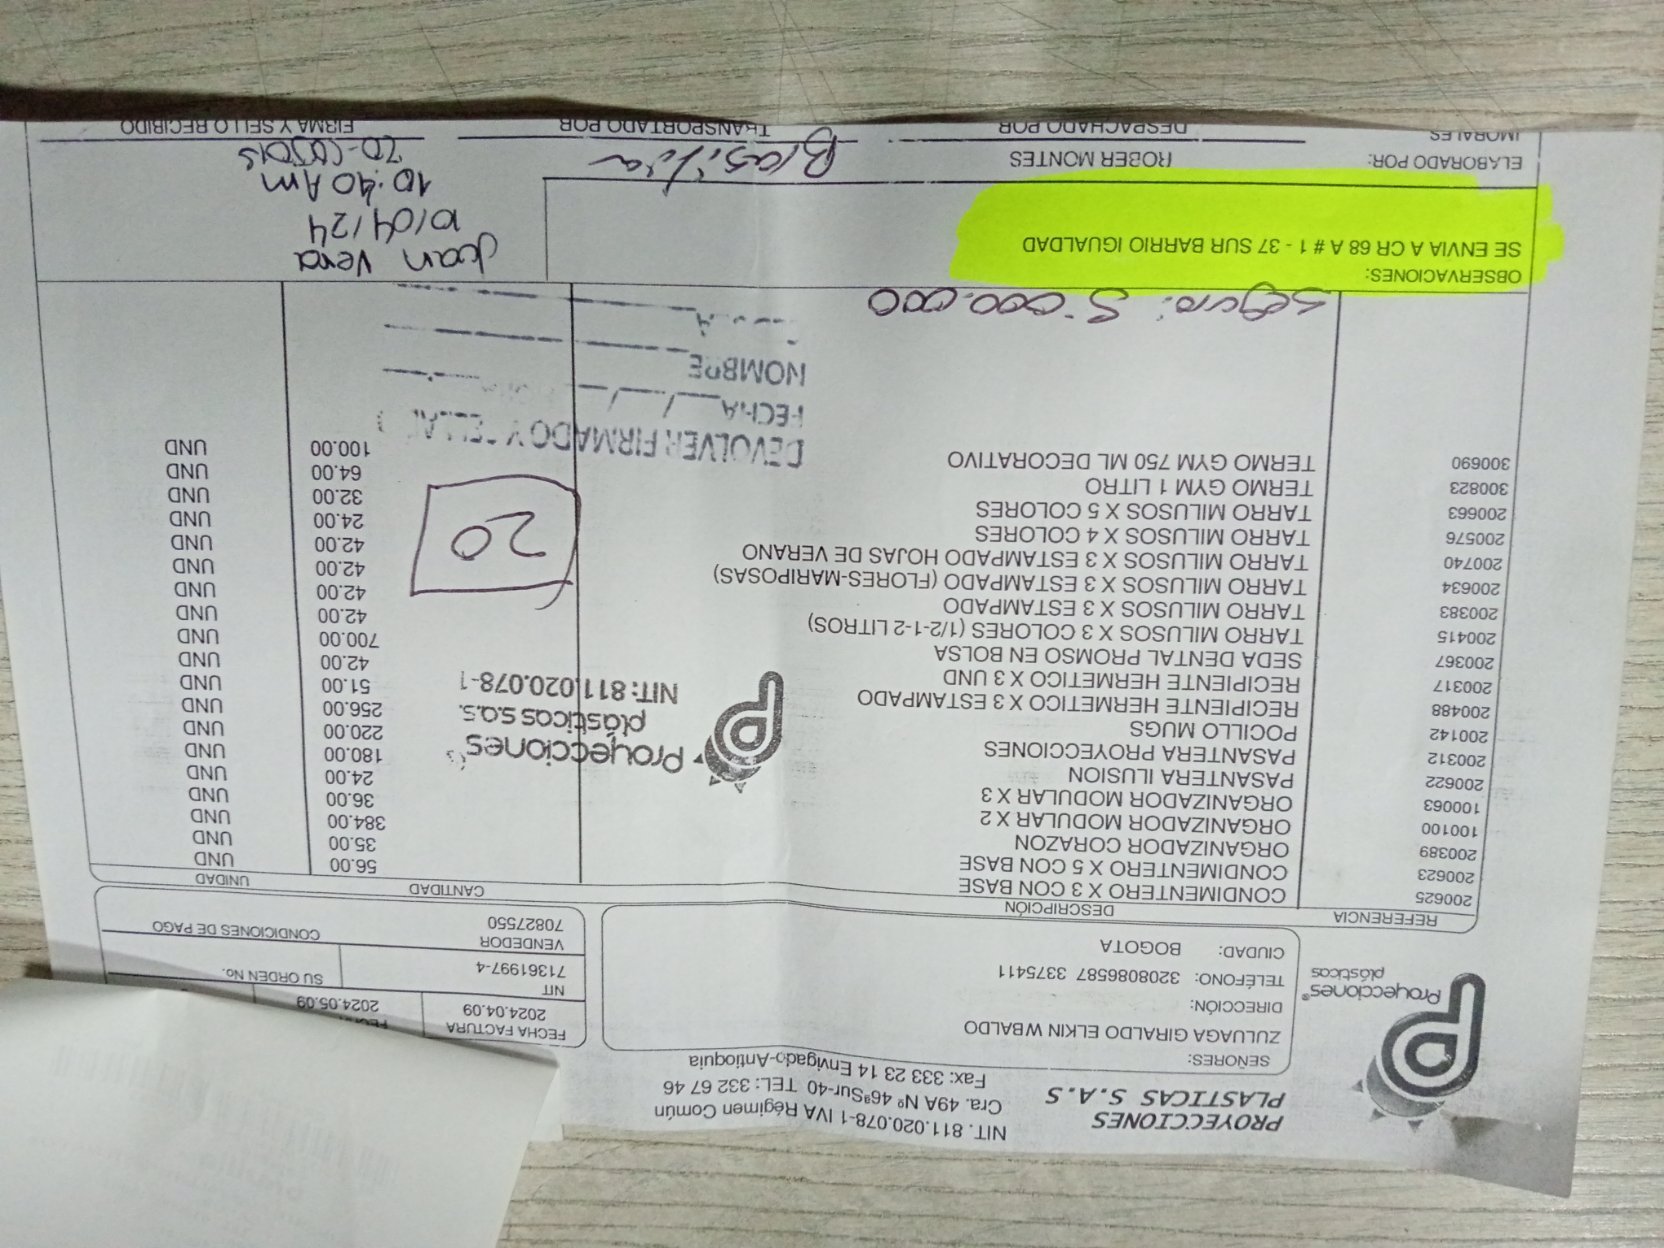 PROYECCIONES
PLASTICAS S.A.S
NIT. 811.020.078-1 IVA Régimen Común
Cra. 49A Nº 46ªSur-40 TEL: 332 67 46
Fax: 333 23 14 Envigado-Antioquia
Proyecciones®
plásticas
SEÑORES:
ZULUAGA GIRALDO ELKIN WBALDO
DIRECCIÓN:
TELÉFONO: 3208086587 3375411
CIUDAD: BOGOTA
FECHA FACTURA
2024.04.09 2024.05.09
NIT SU ORDEN No.
71361997-4
VENDEDOR CONDICIONES DE PAGO
70827550
REFERENCIA DESCRIPCIÓN CANTIDAD UNIDAD
200625 CONDIMENTERO X 3 CON BASE 56.00 UND
200623 CONDIMENTERO X 5 CON BASE 35.00 UND
200389 ORGANIZADOR CORAZON 384.00 UND
100100 ORGANIZADOR MODULAR X 2 36.00 UND
100063 ORGANIZADOR MODULAR X 3 24.00 UND
200622 PASANTERA ILUSION 180.00 UND
200312 PASANTERA PROYECCIONES 220.00 UND
200142 POCILLO MUGS 256.00 UND
200488 RECIPIENTE HERMETICO X 3 ESTAMPADO 51.00 UND
200317 RECIPIENTE HERMETICO X 3 UND 42.00 UND
200367 SEDA DENTAL PROMSO EN BOLSA 700.00 UND
200415 TARRO MILUSOS X 3 COLORES (1/2-1-2 LITROS) 42.00 UND
200383 TARRO MILUSOS X 3 ESTAMPADO 42.00 UND
200634 TARRO MILUSOS X 3 ESTAMPADO (FLORES-MARIPOSAS) 42.00 UND
200740 TARRO MILUSOS X 3 ESTAMPADO HOJAS DE VERANO 42.00 UND
200576 TARRO MILUSOS X 4 COLORES 24.00 UND
200663 TARRO MILUSOS X 5 COLORES 32.00 UND
300823 TERMO GYM 1 LITRO 64.00 UND
300690 TERMO GYM 750 ML DECORATIVO 100.00 UND
Proyecciones
plásticas s.a.s.
NIT: 811.020.078-1
20
DEVOLVER FIRMADO Y
FECHA
NOMBRE
Seguro: 5'000.000
OBSERVACIONES:
SE ENVIA A CR 68 A # 1 - 37 SUR BARRIO IGUALDAD
Juan Vera
10/04/24
10:40 Am
20-Cajas
ELABORADO POR: ROBER MONTES Brasilia
IMORALES DESPACHADO POR TRANSPORTADO POR FIRMA Y SELLO RECIBIDO